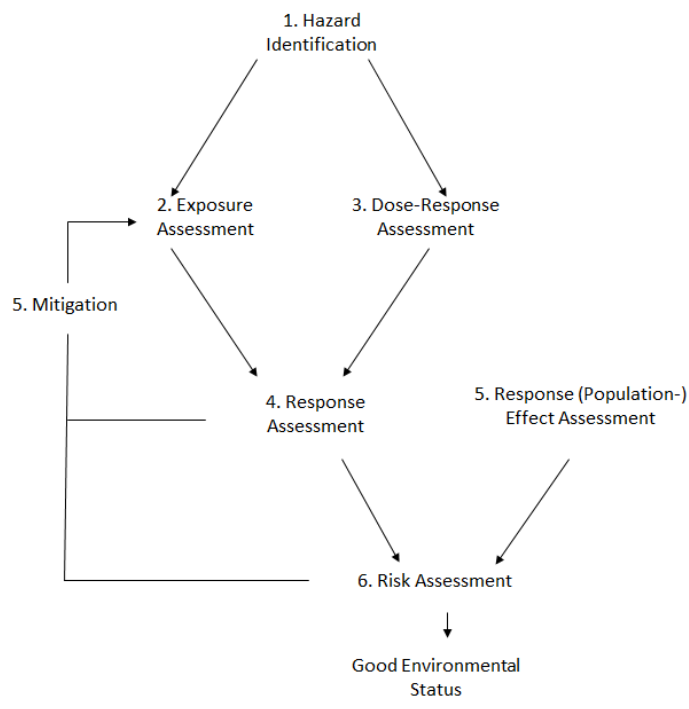 1. Hazard
Identification
2. Exposure
Assessment
3. Dose-Response
Assessment
5. Mitigation
4. Response
Assessment
5. Response (Population-)
Effect Assessment
6. Risk Assessment
Good Environmental
Status